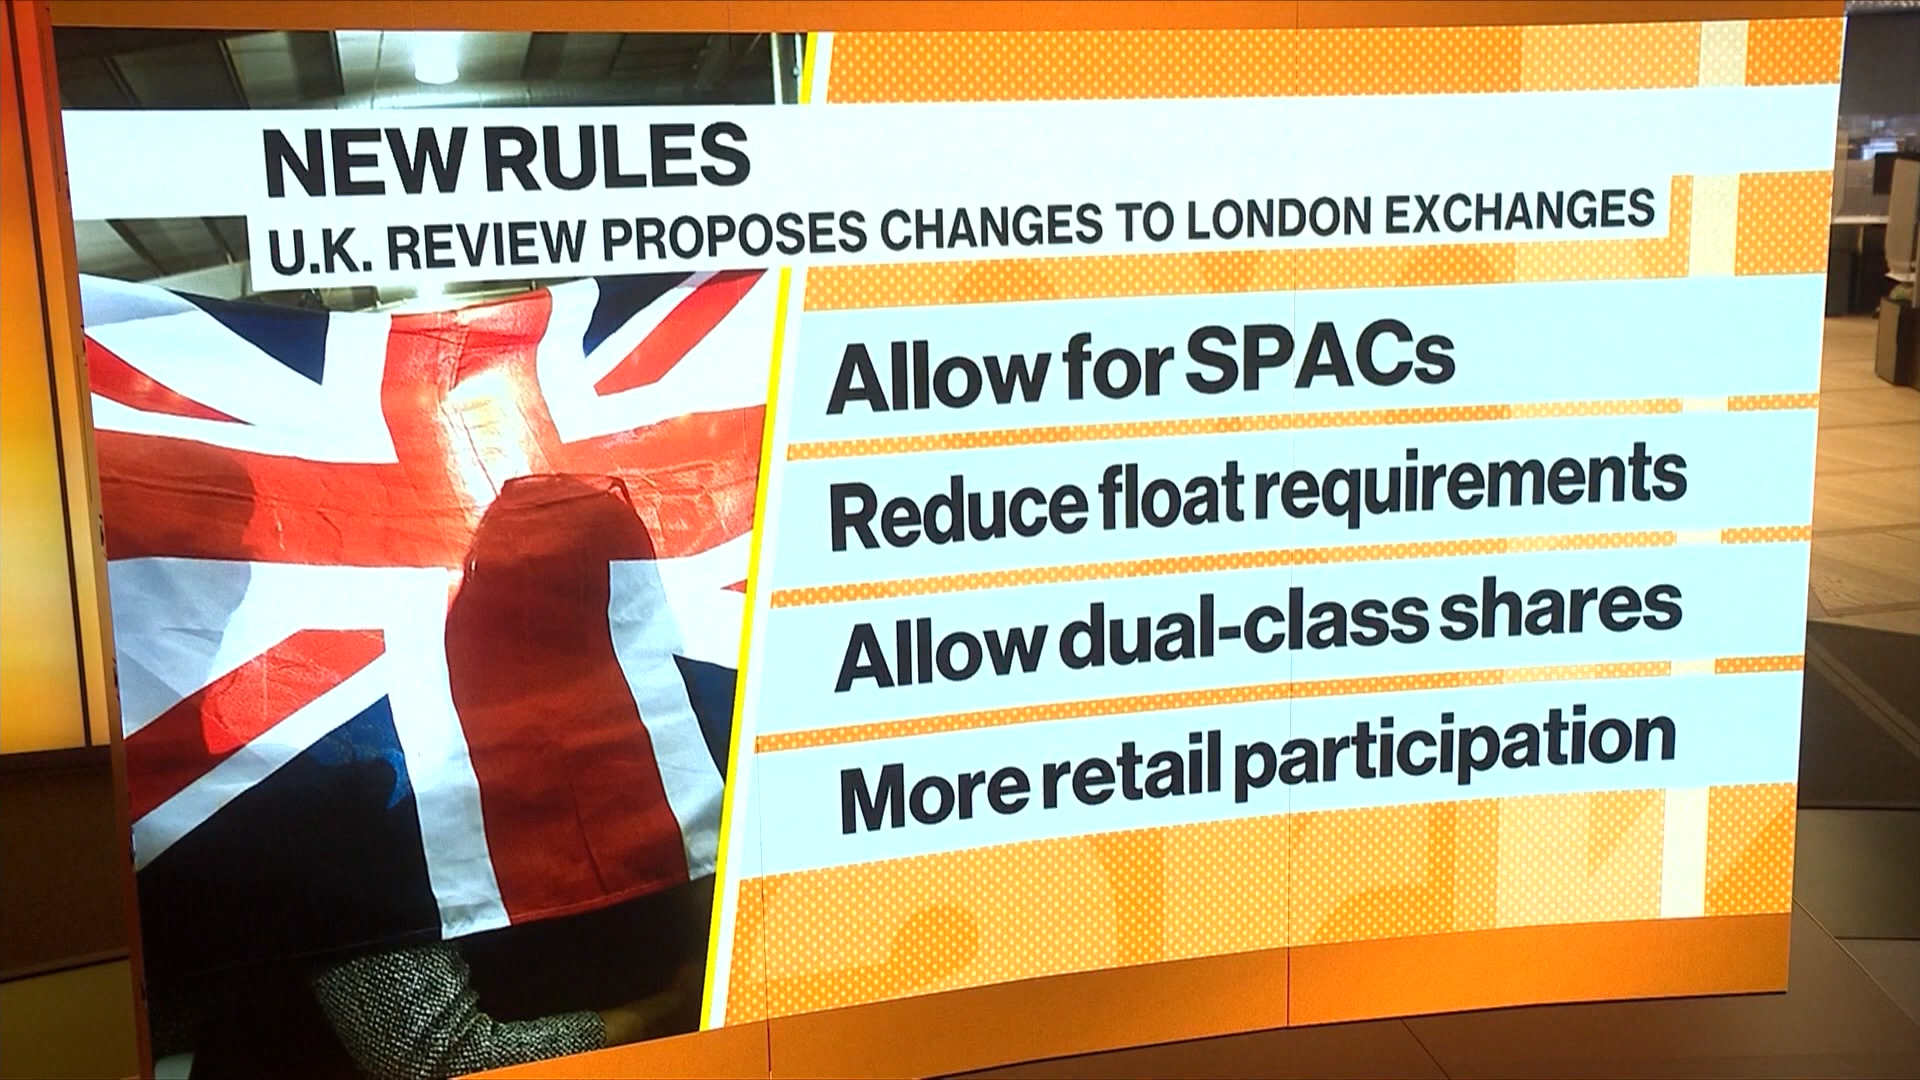 NEW RULES
U.K. REVIEW PROPOSES CHANGES TO LONDON EXCHANGES
Allow for SPACs
Reduce float requirements
Allow dual-class shares
More retail participation